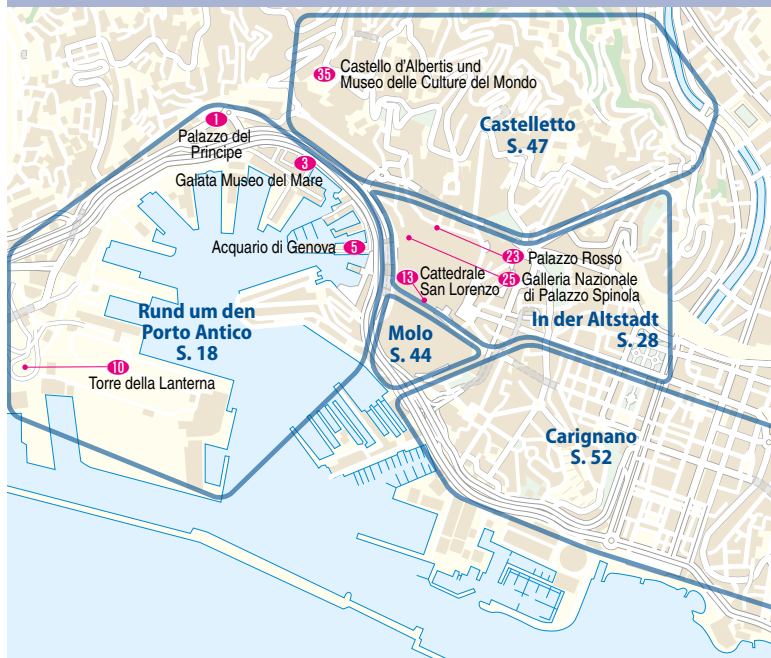 35 Castello d'Albertis und
Museo delle Culture del Mondo
Castelletto
S. 47
1
Palazzo del
Principe
3
Galata Museo del Mare
Acquario di Genova 5
23 Palazzo Rosso
13 Cattedrale
San Lorenzo
25 Galleria Nazionale
di Palazzo Spinola
Rund um den
Porto Antico
S. 18
Molo
S. 44
In der Altstadt
S. 28
10
Torre della Lanterna
Carignano
S. 52